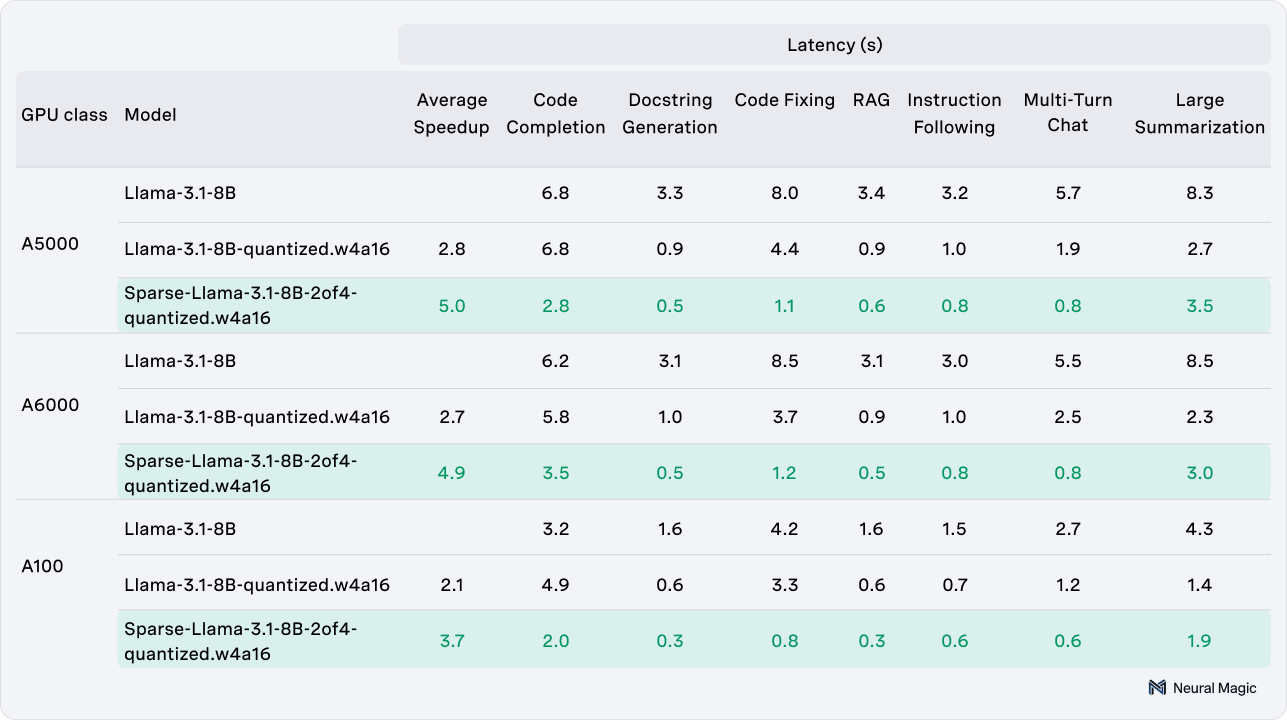 Latency (s)
GPU class Model Average Speedup Code Completion Docstring Generation Code Fixing RAG Instruction Following Multi-Turn Chat Large Summarization
A5000
Llama-3.1-8B 6.8 3.3 8.0 3.4 3.2 5.7 8.3
Llama-3.1-8B-quantized.w4a16 2.8 6.8 0.9 4.4 0.9 1.0 1.9 2.7
Sparse-Llama-3.1-8B-2of4-
quantized.w4a16 5.0 2.8 0.5 1.1 0.6 0.8 0.8 3.5
A6000
Llama-3.1-8B 6.2 3.1 8.5 3.1 3.0 5.5 8.5
Llama-3.1-8B-quantized.w4a16 2.7 5.8 1.0 3.7 0.9 1.0 2.5 2.3
Sparse-Llama-3.1-8B-2of4-
quantized.w4a16 4.9 3.5 0.5 1.2 0.5 0.8 0.8 3.0
A100
Llama-3.1-8B 3.2 1.6 4.2 1.6 1.5 2.7 4.3
Llama-3.1-8B-quantized.w4a16 2.1 4.9 0.6 3.3 0.6 0.7 1.2 1.4
Sparse-Llama-3.1-8B-2of4-
quantized.w4a16 3.7 2.0 0.3 0.8 0.3 0.6 0.6 1.9
Neural Magic